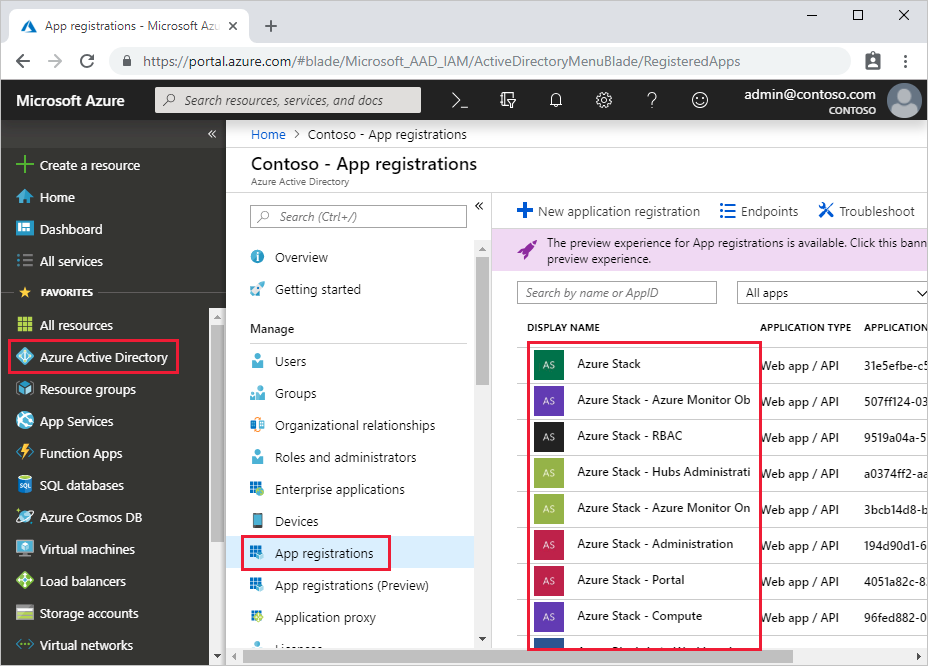 App registrations - Microsoft Azu
https://portal.azure.com/#blade/Microsoft_AAD_IAM/ActiveDirectoryMenuBlade/RegisteredApps
Microsoft Azure
Search resources, services, and docs
admin@contoso.com
CONTOSO
Create a resource
Home
Dashboard
All services
FAVORITES
All resources
Azure Active Directory
Resource groups
App Services
Function Apps
SQL databases
Azure Cosmos DB
Virtual machines
Load balancers
Storage accounts
Virtual networks
Home > Contoso - App registrations
Contoso - App registrations
Azure Active Directory
Search (Ctrl+/)
Overview
Getting started
Manage
Users
Groups
Organizational relationships
Roles and administrators
Enterprise applications
Devices
App registrations
App registrations (Preview)
Application proxy
New application registration
Endpoints
Troubleshoot
The preview experience for App registrations is available. Click this bann
preview experience.
Search by name or AppID
All apps
DISPLAY NAME APPLICATION TYPE APPLICATION
AS Azure Stack Web app / API 31e5efbe-c5
AS Azure Stack - Azure Monitor Ob Web app / API 507ff124-03
AS Azure Stack - RBAC Web app / API 9519a04a-5
AS Azure Stack - Hubs Administrati Web app / API a0374ff2-aa
AS Azure Stack - Azure Monitor On Web app / API 3bcb14d8-b
AS Azure Stack - Administration Web app / API 194d90d1-6
AS Azure Stack - Portal Web app / API 4051a82c-8
AS Azure Stack - Compute Web app / API 96fed882-0